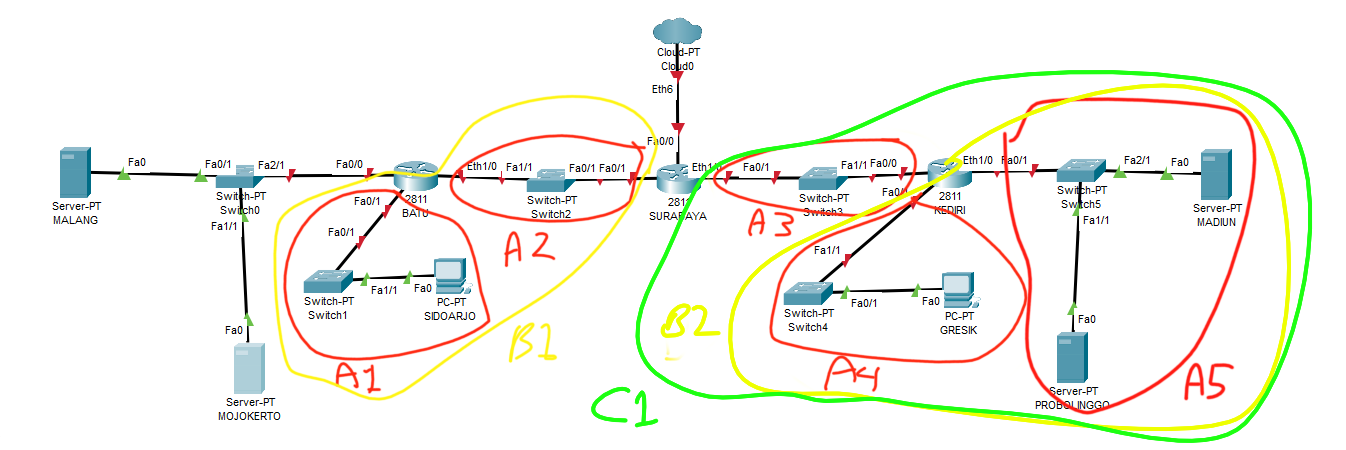 Cloud-PT
Cloud0
Eth6
Fa0/0
Server-PT
MALANG
Fa0
Fa0/1
Fa2/1
Switch-PT
Switch0
Fa1/1
Fa0
Server-PT
MOJOKERTO
Fa0/0
2811
BATU
Fa0/1
Eth1/0
Fa0/1
Switch-PT
Switch1
Fa1/1
Fa0
PC-PT
SIDOARJO
A1
Fa1/1
Switch-PT
Switch2
Fa0/1
Fa0/1
A2
B1
2811
SURABAYA
Eth1/0
Fa0/1
Switch-PT
Switch3
Fa1/1
Fa0/0
A3
2811
KEDIRI
Fa0/1
Eth1/0
Fa1/1
Switch-PT
Switch4
Fa0/1
Fa0
PC-PT
GRESIK
A4
B2
C1
Fa0/1
Switch-PT
Switch5
Fa2/1
Fa0
Server-PT
MADIUN
Fa1/1
Fa0
Server-PT
PROBOLINGGO
A5